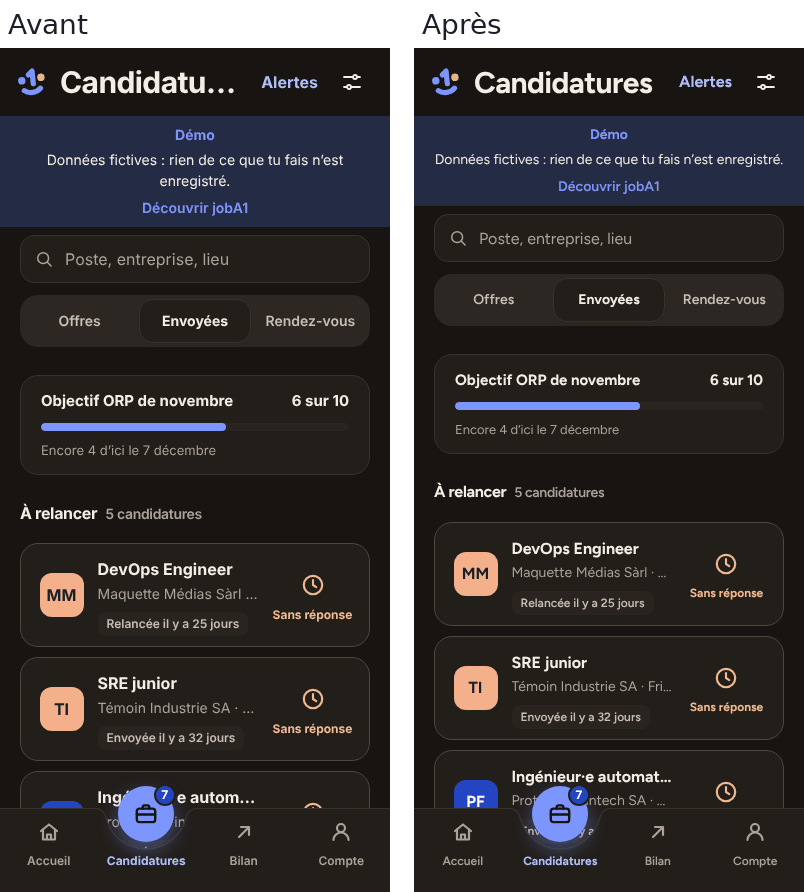 Avant
Candidatu...
Alertes
Démo
Données fictives : rien de ce que tu fais n'est
enregistré.
Découvrir jobA1
Poste, entreprise, lieu
Offres
Envoyées
Rendez-vous
Objectif ORP de novembre
6 sur 10
Encore 4 d'ici le 7 décembre
À relancer 5 candidatures
MM
DevOps Engineer
Maquette Médias Sàrl ...
Relancée il y a 25 jours
Sans réponse
TI
SRE junior
Témoin Industrie SA · ...
Envoyée il y a 32 jours
Sans réponse
7
Accueil
Candidatures
Bilan
Compte
Après
Candidatures
Alertes
Démo
Données fictives : rien de ce que tu fais n'est enregistré.
Découvrir jobA1
Poste, entreprise, lieu
Offres
Envoyées
Rendez-vous
Objectif ORP de novembre
6 sur 10
Encore 4 d'ici le 7 décembre
À relancer 5 candidatures
MM
DevOps Engineer
Maquette Médias Sàrl · ...
Relancée il y a 25 jours
Sans réponse
TI
SRE junior
Témoin Industrie SA · Fri...
Envoyée il y a 32 jours
Sans réponse
PF
Ingénieur·e automat...
7
Accueil
Candidatures
Bilan
Compte